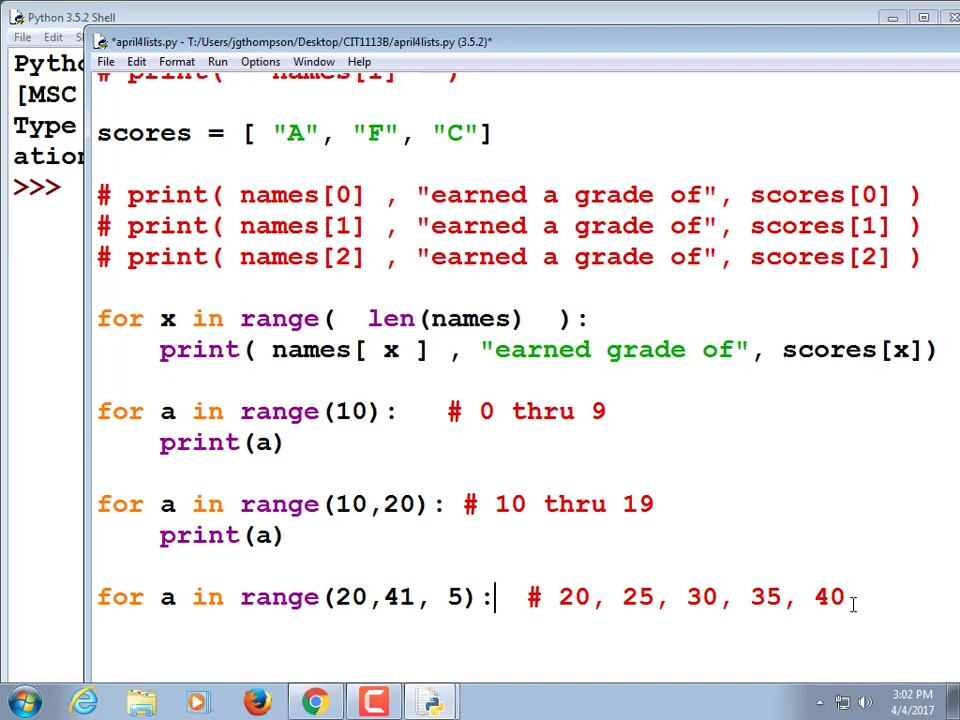 Python 3.5.2 Shell
File Edit
*april4lists.py - T:/Users/jgthompson/Desktop/CIT1113B/april4lists.py (3.5.2)*
File Edit Format Run Options Window Help
[MSC
Type
>>>
scores = [ "A", "F", "C"]
# print( names[0] , "earned a grade of", scores[0] )
# print( names[1] , "earned a grade of", scores[1] )
# print( names[2] , "earned a grade of", scores[2] )
for x in range(  len(names)  ):
    print( names[ x ] , "earned grade of", scores[x])
for a in range(10):   # 0 thru 9
    print(a)
for a in range(10,20): # 10 thru 19
    print(a)
for a in range(20,41, 5):  # 20, 25, 30, 35, 40
3:02 PM
4/4/2017